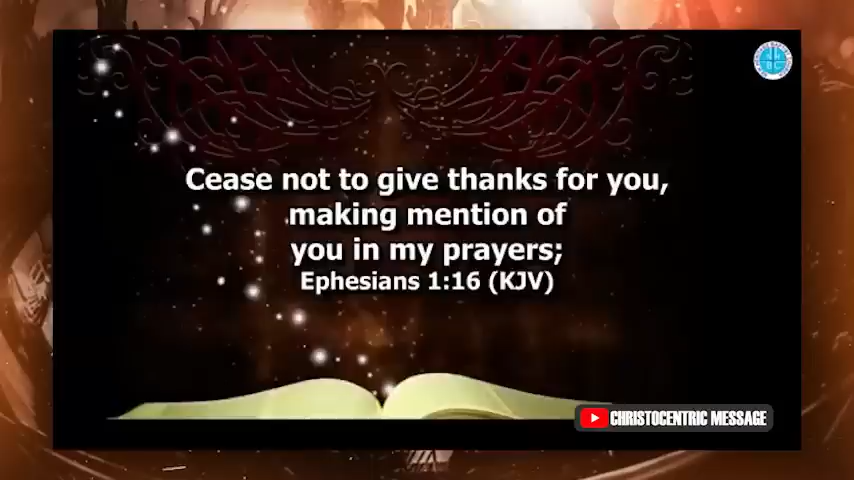 Cease not to give thanks for you,
making mention of
you in my prayers;
Ephesians 1:16 (KJV)
CHRISTOCENTRIC MESSAGE